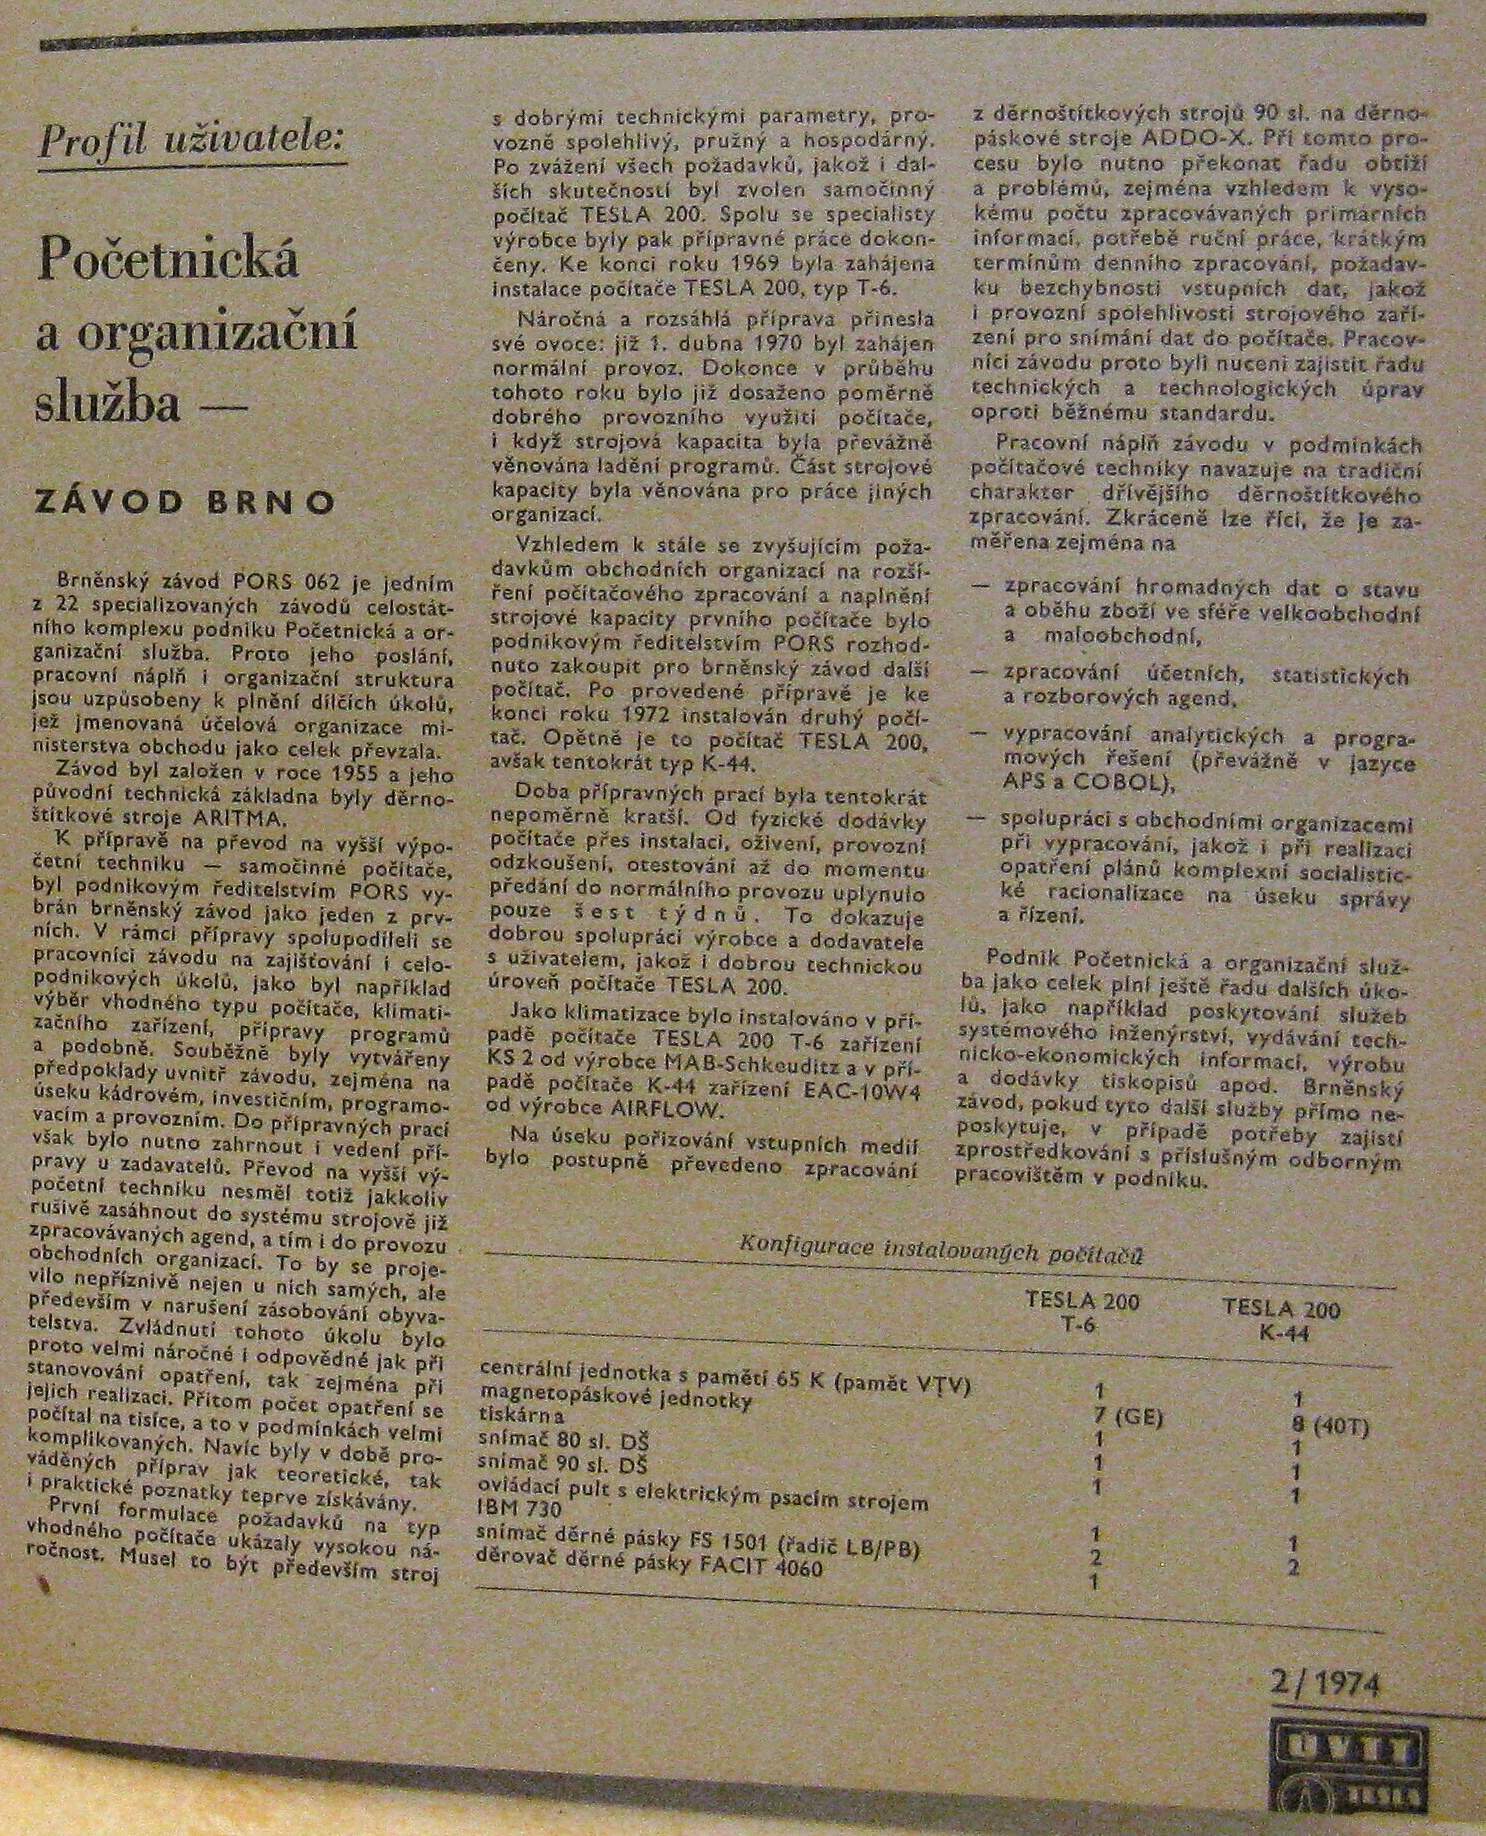 Profil uživatele:
Početnická
a organizační
služba —
ZÁVOD BRNO
Brněnský závod PORS 062 je jedním
z 22 specializovaných závodů celostát-
ního komplexu podniku Početnická a or-
ganizační služba. Proto jeho poslání,
pracovní náplň i organizační struktura
jsou uzpůsobeny k plnění dílčích úkolů,
jež jmenovaná účelová organizace mi-
nisterstva obchodu jako celek převzala.
Závod byl založen v roce 1955 a jeho
původní technická základna byly děrno-
štítkové stroje ARITMA.
K přípravě na převod na vyšší výpo-
četní techniku — samočinné počítače,
byl podnikovým ředitelstvím PORS vy-
brán brněnský závod jako jeden z prv-
ních. V rámci přípravy spolupodíleli se
pracovníci závodu na zajišťování i celo-
podnikových úkolů, jako byl například
výběr vhodného typu počítače, klimati-
začního zařízení, přípravy programů
a podobně. Souběžně byly vytvářeny
předpoklady uvnitř závodu, zejména na
úseku kádrovém, investičním, programo-
vacím a provozním. Do přípravných prací
však bylo nutno zahrnout i vedení pří-
pravy u zadavatelů. Převod na vyšší vý-
početní techniku nesměl totiž jakkoliv
rušivě zasáhnout do systému strojově již
zpracovávaných agend, a tím i do provozu
obchodních organizací. To by se proje-
vilo nepříznivě nejen u nich samých, ale
především v narušení zásobování obyva-
telstva. Zvládnutí tohoto úkolu bylo
proto velmi náročné i odpovědné jak při
stanovování opatření, tak zejména při
jejich realizaci. Přitom počet opatření se
počítal na tisíce, a to v podmínkách velmi
komplikovaných. Navíc byly v době pro-
váděných příprav jak teoretické, tak
i praktické poznatky teprve získávány.
První formulace požadavků na typ
vhodného počítače ukázaly vysokou ná-
ročnost. Musel to být především stroj
s dobrými technickými parametry, pro-
vozně spolehlivý, pružný a hospodárný.
Po zvážení všech požadavků, jakož i dal-
ších skutečností byl zvolen samočinný
počítač TESLA 200. Spolu se specialisty
výrobce byly pak přípravné práce dokon-
čeny. Ke konci roku 1969 byla zahájena
instalace počítače TESLA 200, typ T-6.
Náročná a rozsáhlá příprava přinesla
své ovoce: již 1. dubna 1970 byl zahájen
normální provoz. Dokonce v průběhu
tohoto roku bylo již dosaženo poměrně
dobrého provozního využití počítače,
i když strojová kapacita byla převážně
věnována ladění programů. Část strojové
kapacity byla věnována pro práce jiných
organizací.
Vzhledem k stále se zvyšujícím poža-
davkům obchodních organizací na rozší-
ření počítačového zpracování a naplnění
strojové kapacity prvního počítače bylo
podnikovým ředitelstvím PORS rozhod-
nuto zakoupit pro brněnský závod další
počítač. Po provedené přípravě je ke
konci roku 1972 instalován druhý počí-
tač. Opětně je to počítač TESLA 200,
avšak tentokrát typ K-44.
Doba přípravných prací byla tentokrát
nepoměrně kratší. Od fyzické dodávky
počítače přes instalaci, oživení, provozní
odzkoušení, otestování až do momentu
předání do normálního provozu uplynulo
pouze šest týdnů. To dokazuje
dobrou spolupráci výrobce a dodavatele
s uživatelem, jakož i dobrou technickou
úroveň počítače TESLA 200.
Jako klimatizace bylo instalováno v pří-
padě počítače TESLA 200 T-6 zařízení
KS 2 od výrobce MAB-Schkeuditz a v pří-
padě počítače K-44 zařízení EAC-10W4
od výrobce AIRFLOW.
Na úseku pořizování vstupních medií
bylo postupně převedeno zpracování
z děrnoštítkových strojů 90 sl. na děrno-
páskové stroje ADDO-X. Při tomto pro-
cesu bylo nutno překonat řadu obtíží
a problémů, zejména vzhledem k vyso-
kému počtu zpracovávaných primárních
informací, potřebě ruční práce, krátkým
termínům denního zpracování, požadav-
ku bezchybnosti vstupních dat, jakož
i provozní spolehlivosti strojového zaří-
zení pro snímání dat do počítače. Pracov-
níci závodu proto byli nuceni zajistit řadu
technických a technologických úprav
oproti běžnému standardu.
Pracovní náplň závodu v podmínkách
počítačové techniky navazuje na tradiční
charakter dřívějšího děrnoštítkového
zpracování. Zkráceně lze říci, že je za-
měřena zejména na
— zpracování hromadných dat o stavu
a oběhu zboží ve sféře velkoobchodní
a maloobchodní,
— zpracování účetních, statistických
a rozborových agend,
— vypracování analytických a progra-
mových řešení (převážně v jazyce
APS a COBOL),
— spolupráci s obchodními organizacemi
při vypracování, jakož i při realizaci
opatření plánů komplexní socialistic-
ké racionalizace na úseku správy
a řízení.
Podnik Početnická a organizační služ-
ba jako celek plní ještě řadu dalších úko-
lů, jako například poskytování služeb
systémového inženýrství, vydávání tech-
nicko-ekonomických informací, výrobu
a dodávky tiskopisů apod. Brněnský
závod, pokud tyto další služby přímo ne-
poskytuje, v případě potřeby zajistí
zprostředkování s příslušným odborným
pracovištěm v podniku.
Konfigurace instalovaných počítačů
TESLA 200 TESLA 200
T-6 K-44
centrální jednotka s pamětí 65 K (pamět VTV) 1 1
magnetopáskové jednotky 7 (GE) 8 (40T)
tiskárna 1 1
snímač 80 sl. DŠ 1 1
snímač 90 sl. DŠ 1 1
ovládací pult s elektrickým psacím strojem
IBM 730 1 1
snímač děrné pásky FS 1501 (řadič LB/PB) 2 2
děrovač děrné pásky FACIT 4060 1
2/1974
ÚVTT
TESLA